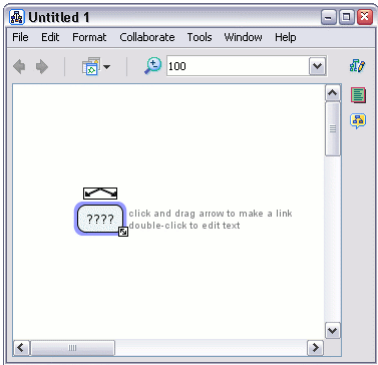 Untitled 1
File Edit Format Collaborate Tools Window Help
100
click and drag arrow to make a link
???? double-click to edit text